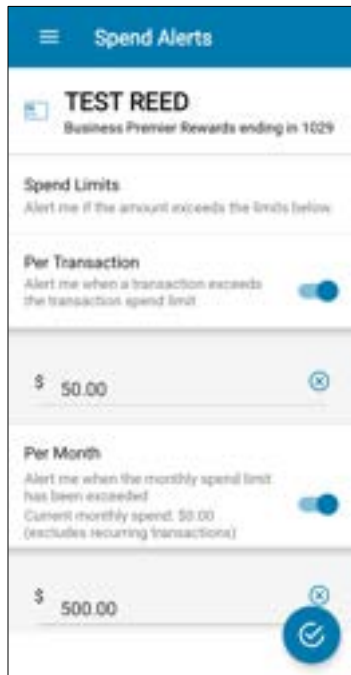 Spend Alerts
TEST REED
Business Premier Rewards ending in 1029
Spend Limits
Alert me if the amount exceeds the limits below
Per Transaction
Alert me when a transaction exceeds
the transaction spend limit
$ 50.00
Per Month
Alert me when the monthly spend limit
has been exceeded
Current monthly spend: $0.00
(excludes recurring transactions)
$ 500.00